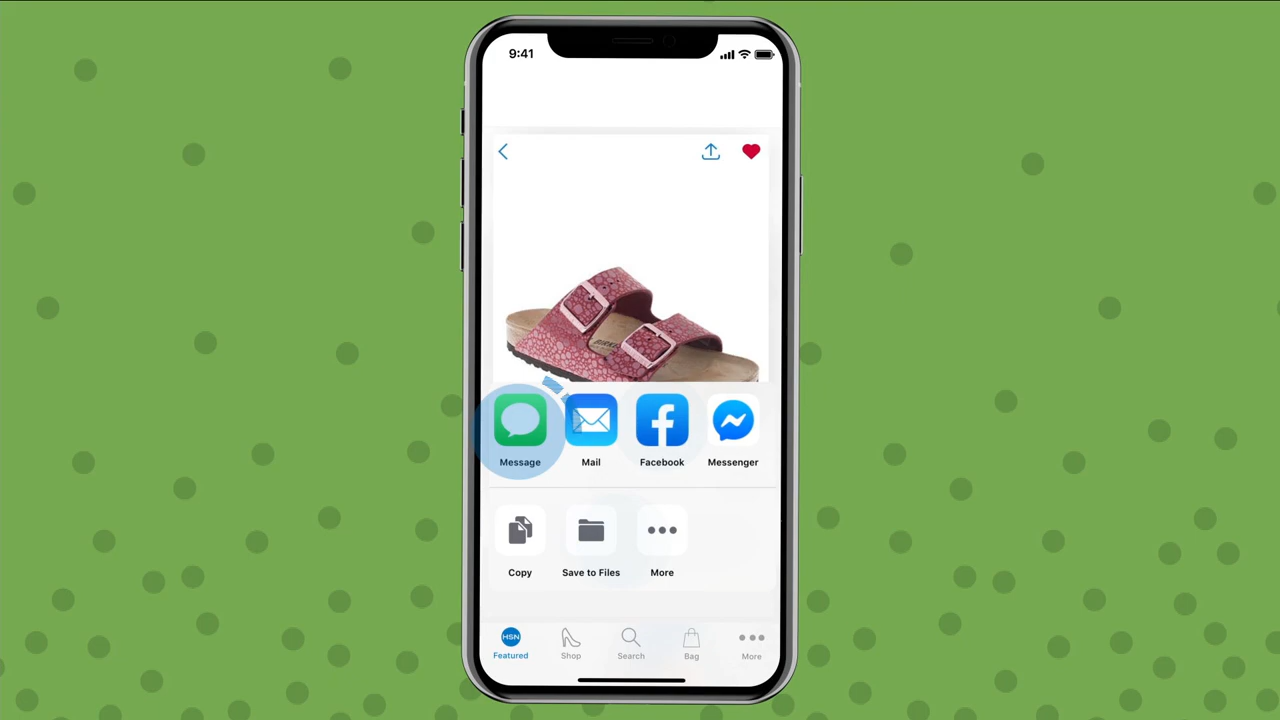 9:41
Message
Mail
Facebook
Messenger
Copy
Save to Files
More
HSN
Featured
Shop
Search
Bag
More